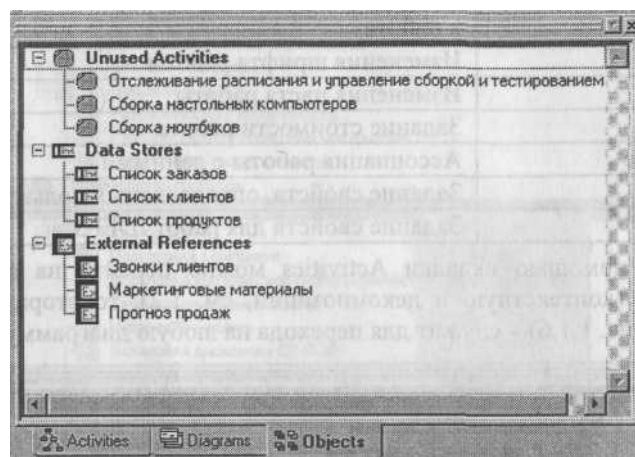 Unused Activities
Отслеживание расписания и управление сборкой и тестированием
Сборка настольных компьютеров
Сборка ноутбуков
Data Stores
Список заказов
Список клиентов
Список продуктов
External References
Звонки клиентов
Маркетинговые материалы
Прогноз продаж
Activities
Diagrams
Objects